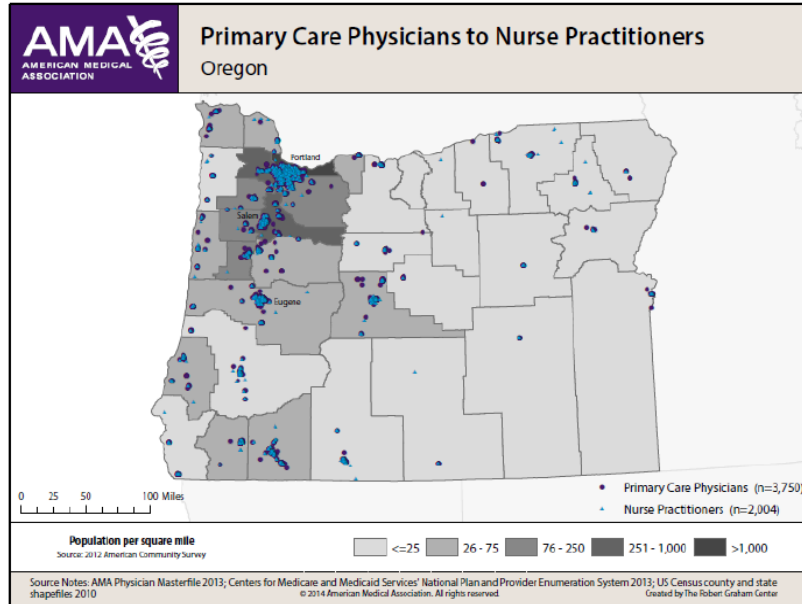 AMA
AMERICAN MEDICAL
ASSOCIATION
Primary Care Physicians to Nurse Practitioners
Oregon
Portland
Salem
Eugene
0 25 50 100 Miles
Primary Care Physicians (n=3,750)
Nurse Practitioners (n=2,004)
Population per square mile
Source: 2012 American Community Survey
<=25 26 - 75 76 - 250 251 - 1,000 >1,000
Source Notes: AMA Physician Masterfile 2013; Centers for Medicare and Medicaid Services' National Plan and Provider Enumeration System 2013; US Census county and state
shapefiles 2010 © 2014 American Medical Association. All rights reserved. Created by The Robert Graham Center